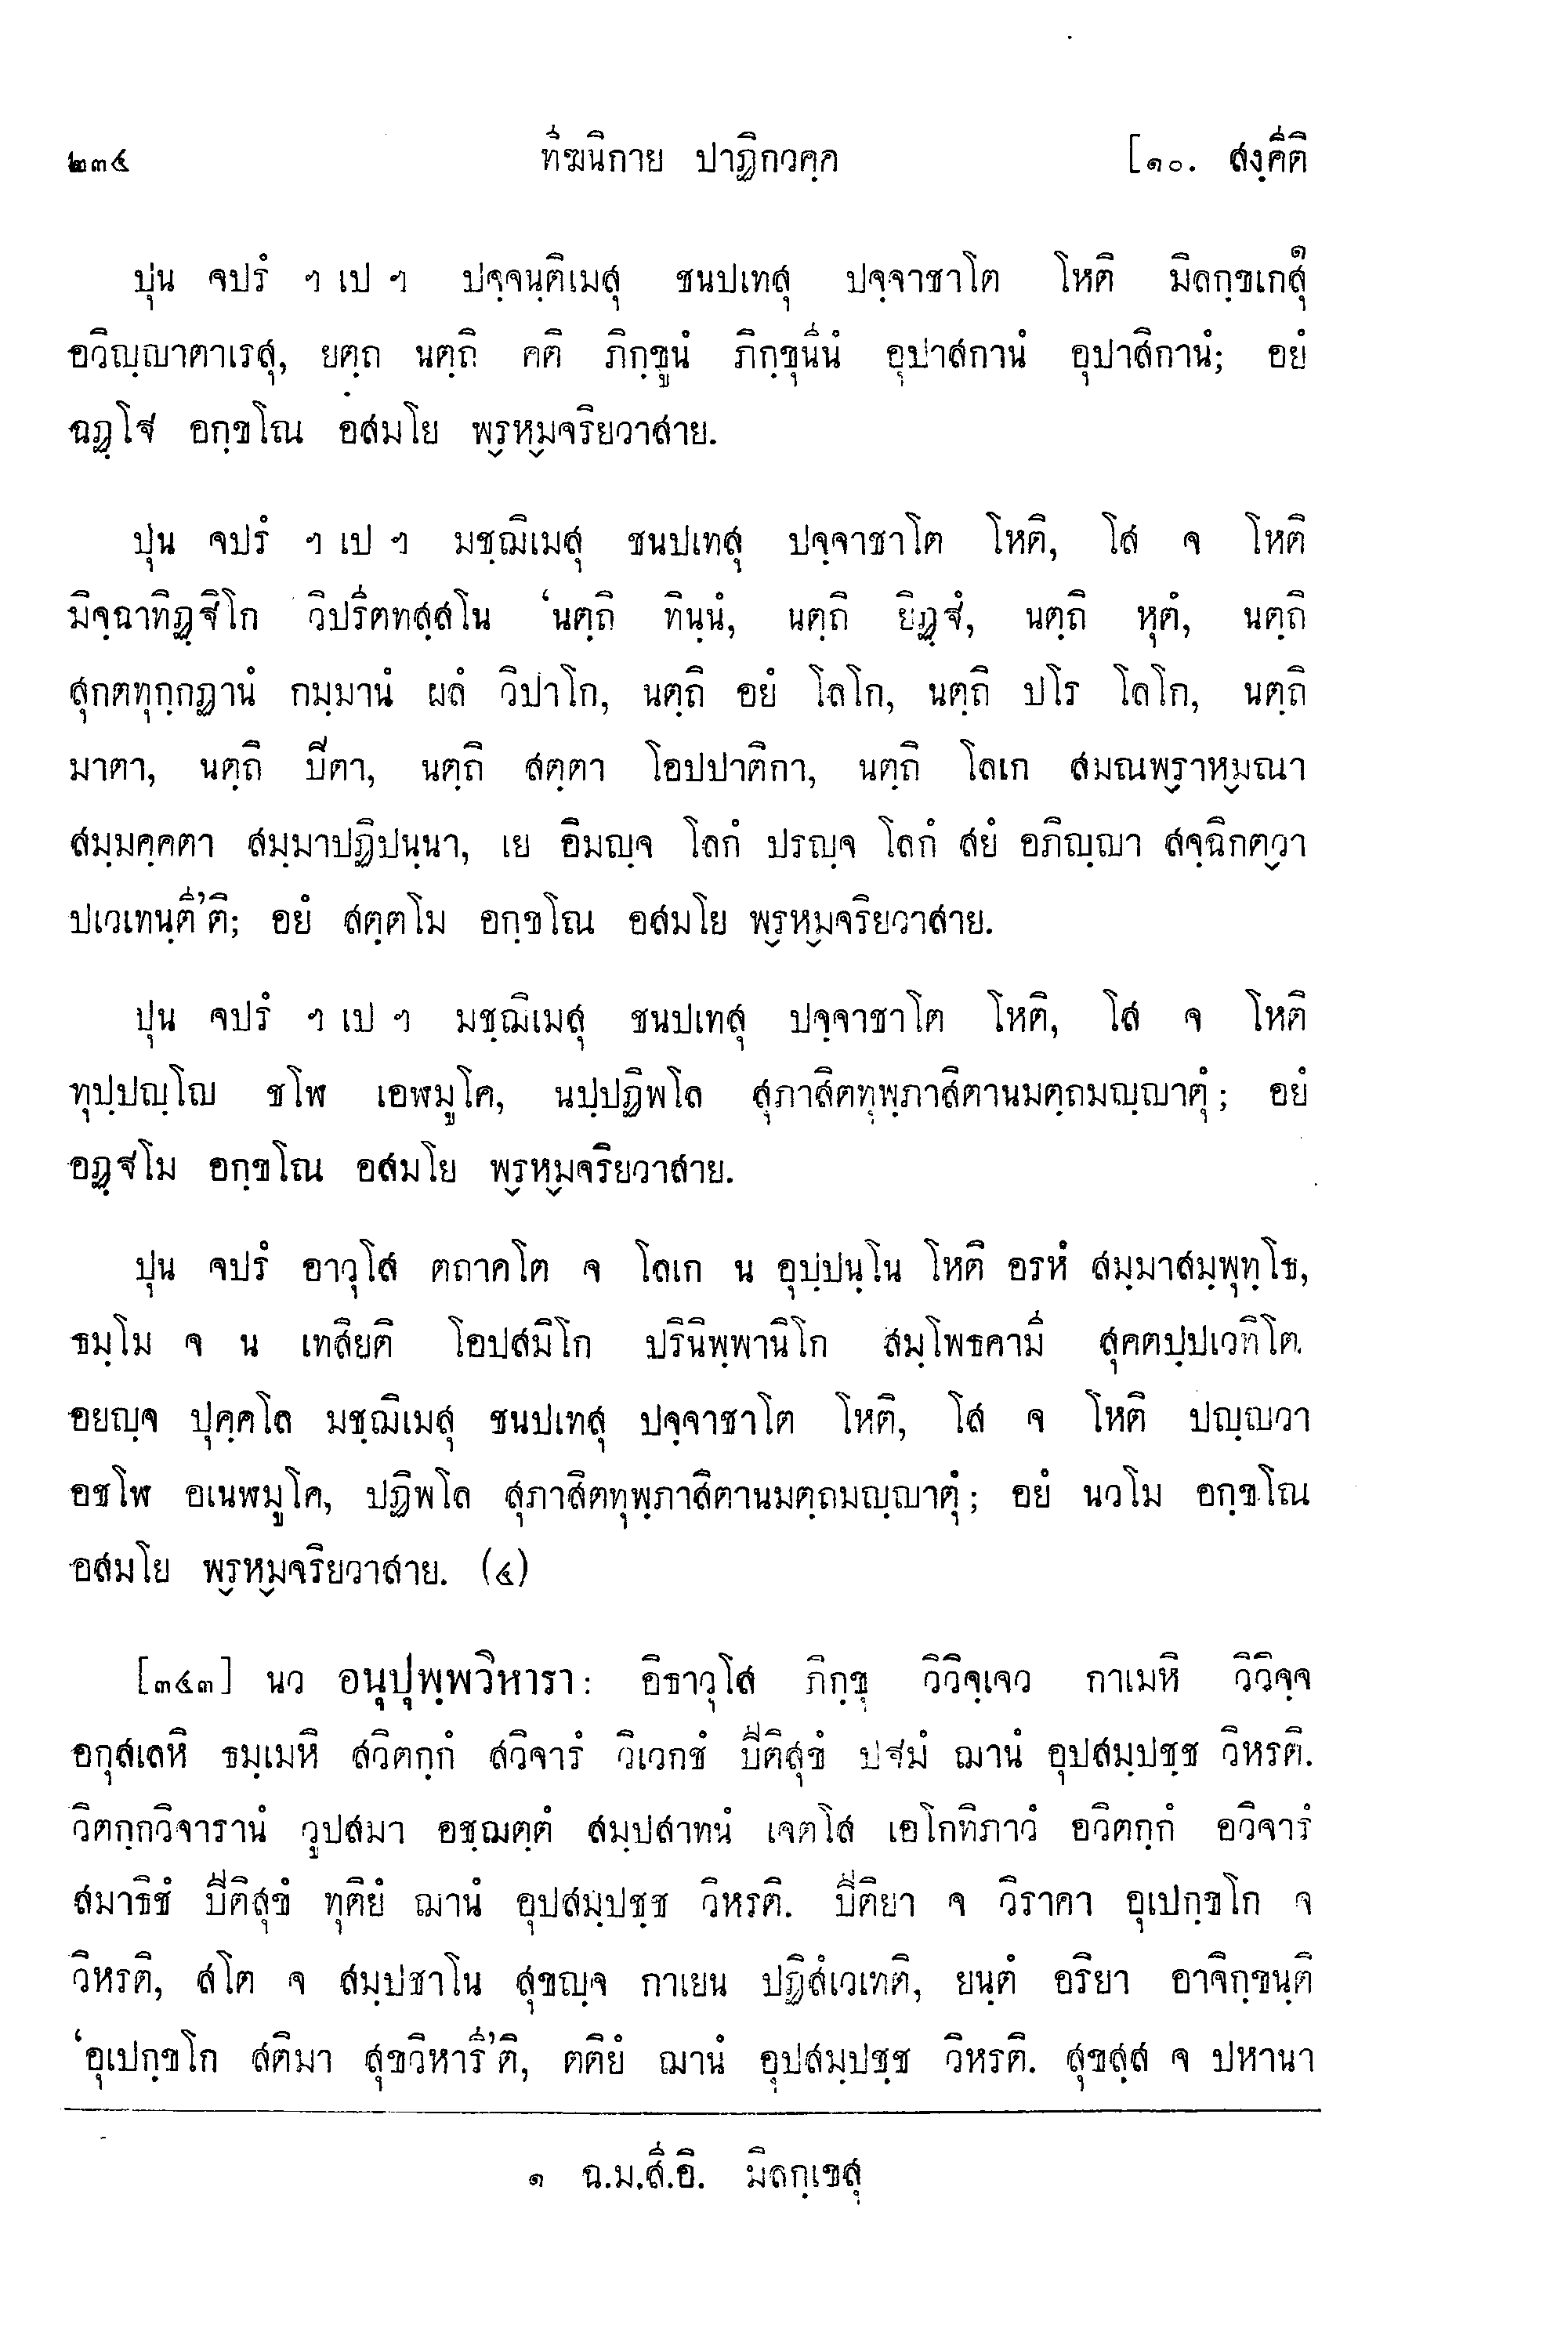 ๒๓๔ ทีฆนิกาย ปาฏิกวคฺค [๑๐. สงฺคีติ
ปุน จปรํ ฯ เป ฯ ปจฺจนฺติเมสุ ชนปเทสุ ปจฺจาชาโต โหติ มิลกฺขเกสุ๑
อวิญฺญาตาเรสุ, ยตฺถ นตฺถิ คติ ภิกฺขูนํ ภิกฺขุนีนํ อุปาสกานํ อุปาสิกานํ; อยํ
ฉฏฺโฐ อกฺขโณ อสมโย พฺรหฺมจริยวาสาย.
ปุน จปรํ ฯ เป ฯ มชฺฌิเมสุ ชนปเทสุ ปจฺจาชาโต โหติ, โส จ โหติ
มิจฺฉาทิฏฺฐิโก วิปรีตทสฺสโน ‘นตฺถิ ทินฺนํ, นตฺถิ ยิฏฺฐํ, นตฺถิ หุตํ, นตฺถิ
สุกตทุกฺกฏานํ กมฺมานํ ผลํ วิปาโก, นตฺถิ อยํ โลโก, นตฺถิ ปโร โลโก, นตฺถิ
มาตา, นตฺถิ ปิตา, นตฺถิ สตฺตา โอปปาติกา, นตฺถิ โลเก สมณพฺราหฺมณา
สมฺมคฺคตา สมฺมาปฏิปนฺนา, เย อิมญฺจ โลกํ ปรญฺจ โลกํ สยํ อภิญฺญา สจฺฉิกตฺวา
ปเวเทนฺตี’ติ; อยํ สตฺตโม อกฺขโณ อสมโย พฺรหฺมจริยวาสาย.
ปุน จปรํ ฯ เป ฯ มชฺฌิเมสุ ชนปเทสุ ปจฺจาชาโต โหติ, โส จ โหติ
ทุปฺปญฺโญ ชโฬ เอฬมูโค, นปฺปฏิพโล สุภาสิตทุพฺภาสิตานมตฺถมญฺญาตุํ; อยํ
อฏฺฐโม อกฺขโณ อสมโย พฺรหฺมจริยวาสาย.
ปุน จปรํ อาวุโส ตถาคโต จ โลเก น อุปฺปนฺโน โหติ อรหํ สมฺมาสมฺพุทฺโธ,
ธมฺโม จ น เทสิยติ โอปสมิโก ปรินิพฺพานิโก สมฺโพธคามี สุคตปฺปเวทิโต.
อยญฺจ ปุคฺคโล มชฺฌิเมสุ ชนปเทสุ ปจฺจาชาโต โหติ, โส จ โหติ ปญฺญวา
อชโฬ อเนฬมูโค, ปฏิพโล สุภาสิตทุพฺภาสิตานมตฺถมญฺญาตุํ; อยํ นวโม อกฺขโณ
อสมโย พฺรหฺมจริยวาสาย. (๔)
[๓๔๓] นว อนุปุพฺพวิหารา: อิธาวุโส ภิกฺขุ วิวิจฺเจว กาเมหิ วิวิจฺจ
อกุสเลหิ ธมฺเมหิ สวิตกฺกํ สวิจารํ วิเวกชํ ปีติสุขํ ปฐมํ ฌานํ อุปสมฺปชฺช วิหรติ.
วิตกฺกวิจารานํ วูปสมา อชฺฌตฺตํ สมฺปสาทนํ เจตโส เอโกทิภาวํ อวิตกฺกํ อวิจารํ
สมาธิชํ ปีติสุขํ ทุติยํ ฌานํ อุปสมฺปชฺช วิหรติ. ปีติยา จ วิราคา อุเปกฺขโก จ
วิหรติ, สโต จ สมฺปชาโน สุขญฺจ กาเยน ปฏิสํเวเทติ, ยนฺตํ อริยา อาจิกฺขนฺติ
‘อุเปกฺขโก สติมา สุขวิหารี’ติ, ตติยํ ฌานํ อุปสมฺปชฺช วิหรติ. สุขสฺส จ ปหานา
๑ ฉ.ม.สี.อิ. มิลกฺเขสุ